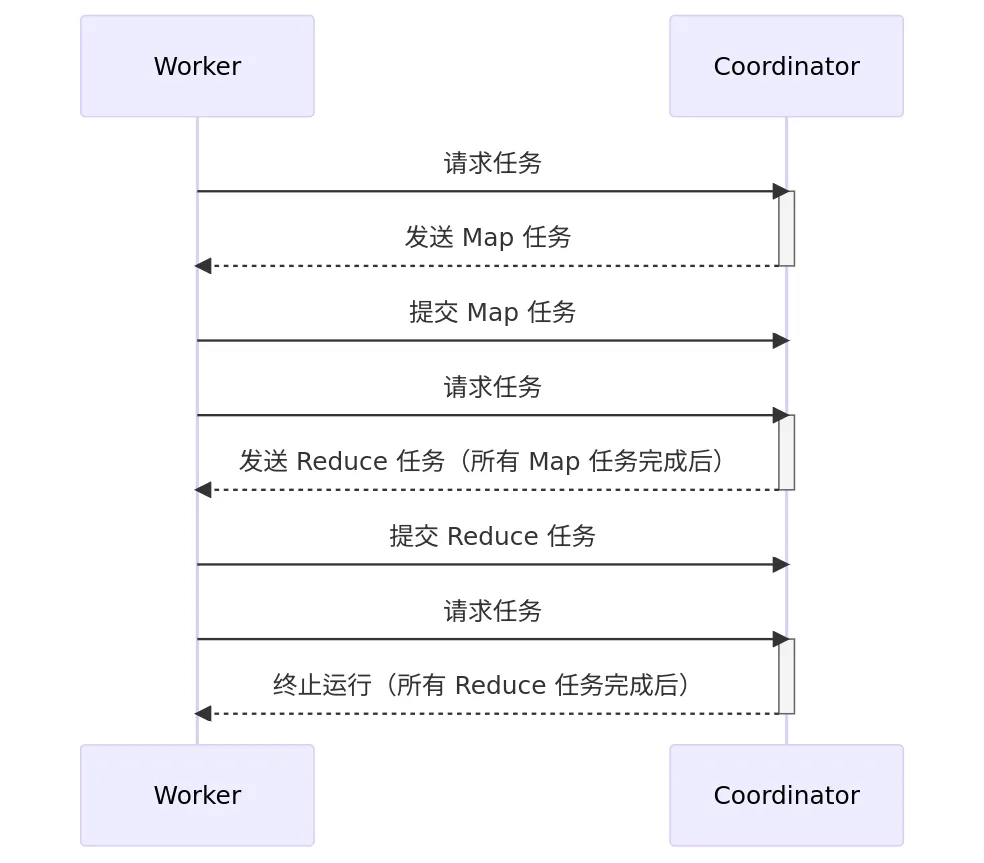 Worker
Coordinator
请求任务
发送 Map 任务
提交 Map 任务
请求任务
发送 Reduce 任务（所有 Map 任务完成后）
提交 Reduce 任务
请求任务
终止运行（所有 Reduce 任务完成后）
Worker
Coordinator